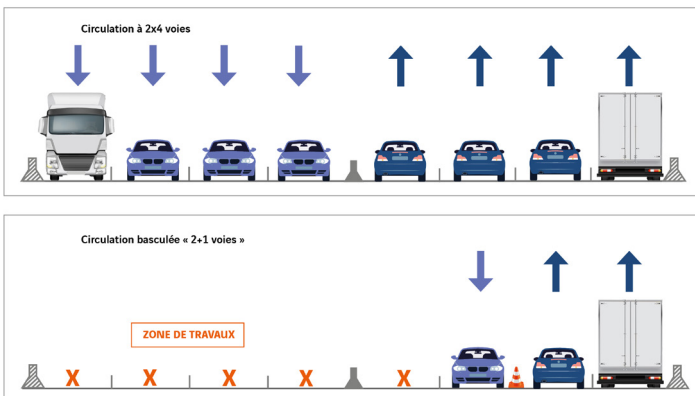 Circulation à 2x4 voies
Circulation basculée « 2+1 voies »
ZONE DE TRAVAUX
X X X X X